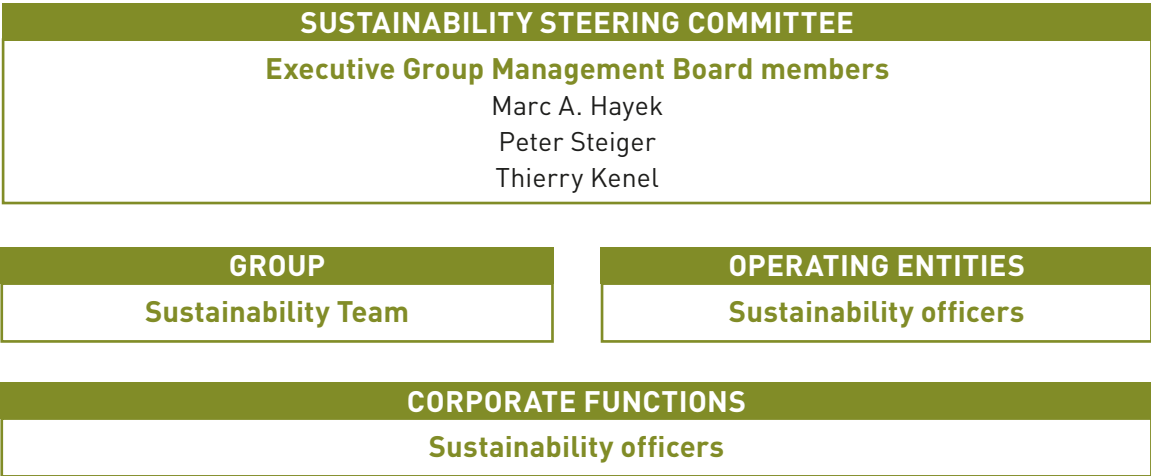 SUSTAINABILITY STEERING COMMITTEE
Executive Group Management Board members
Marc A. Hayek
Peter Steiger
Thierry Kenel
GROUP
Sustainability Team
OPERATING ENTITIES
Sustainability officers
CORPORATE FUNCTIONS
Sustainability officers